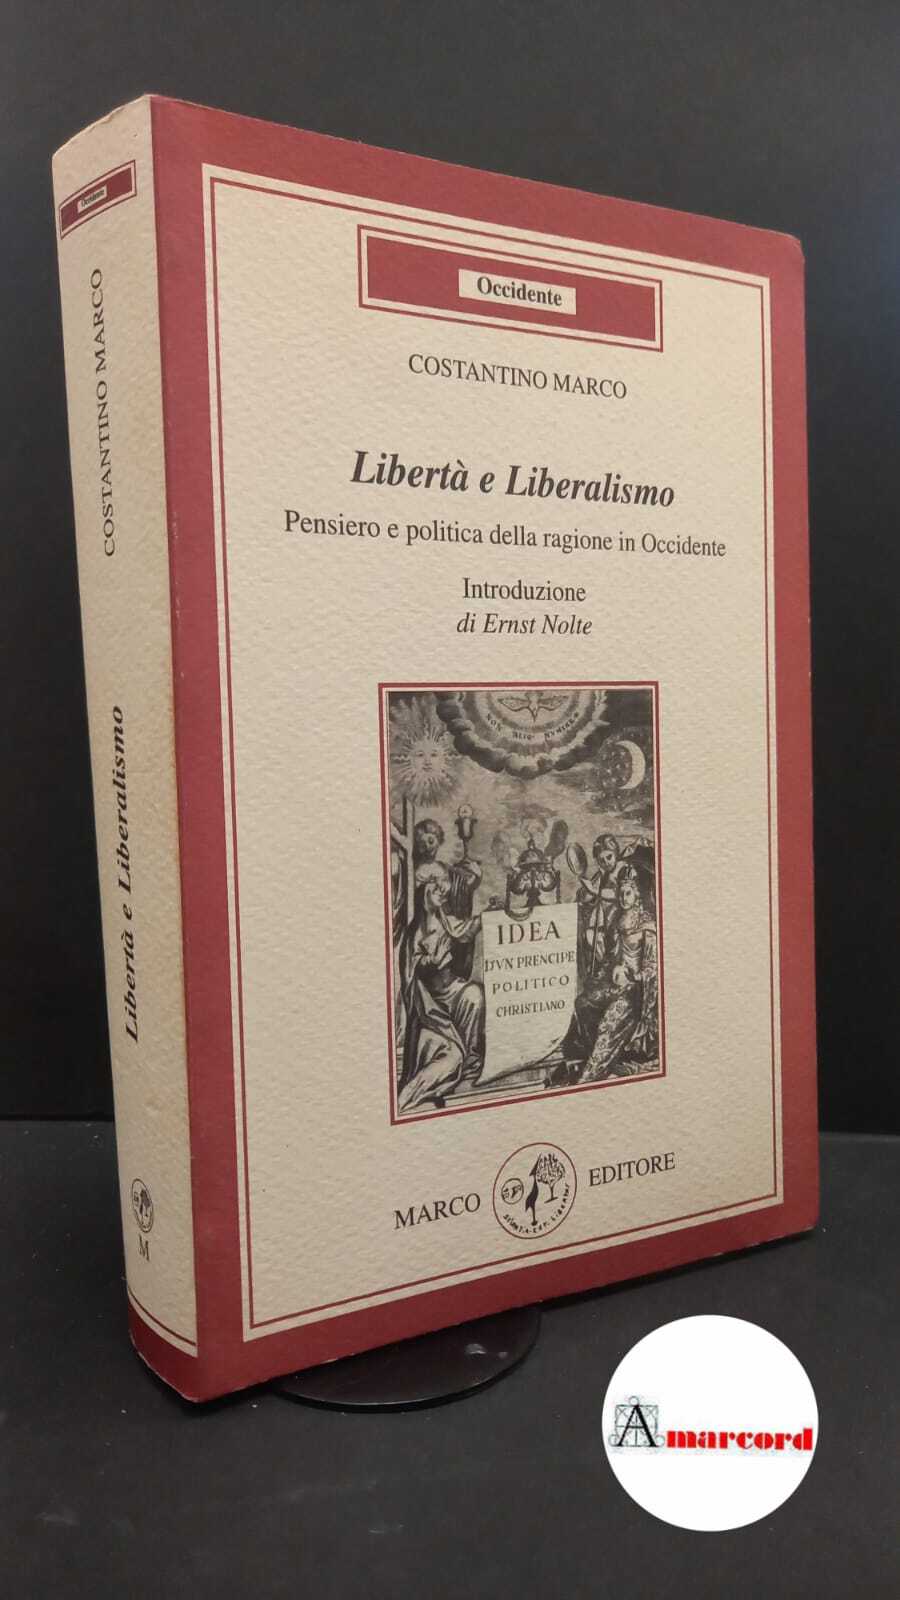 Occidente
COSTANTINO MARCO
Libertà e Liberalismo
M
Occidente
COSTANTINO MARCO
Libertà e Liberalismo
Pensiero e politica della ragione in Occidente
Introduzione
di Ernst Nolte
IDEA
D'VN PRENCIPE
POLITICO
CHRISTIANO
MARCO EDITORE
Amarcord